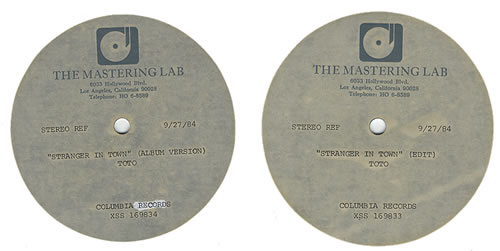 THE MASTERING LAB
6033 Hollywood Blvd.
Los Angeles, California 90028
Telephone: HO 6-8589
STEREO REF 9/27/84
"STRANGER IN TOWN" (ALBUM VERSION)
TOTO
COLUMBIA RECORDS
XSS 169834
THE MASTERING LAB
6033 Hollywood Blvd.
Los Angeles, California 90028
Telephone: HO 6-8589
STEREO REF 9/27/84
"STRANGER IN TOWN" (EDIT)
TOTO
COLUMBIA RECORDS
XSS 169833